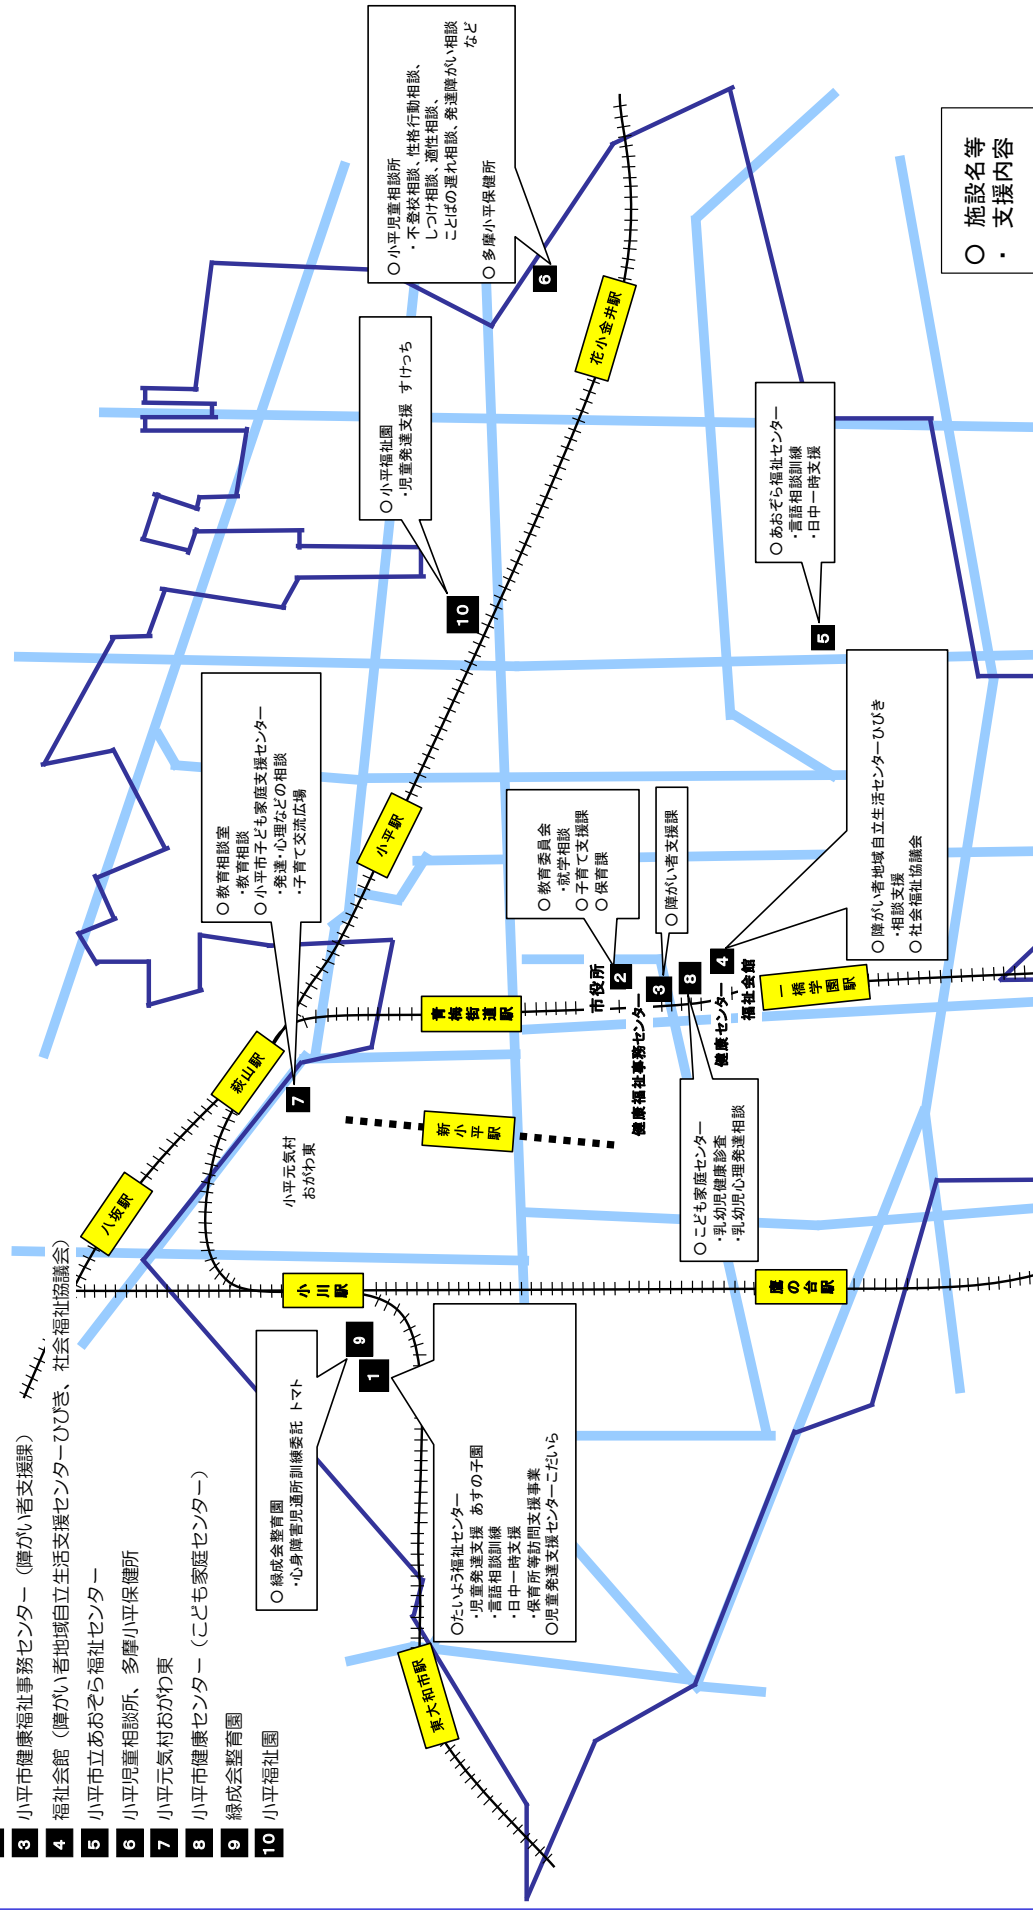 3 小平市健康福祉事務センター（障がい者支援課）
4 福祉会館（障がい者地域自立生活支援センターひびき、社会福祉協議会）
5 小平市立あおぞら福祉センター
6 小平児童相談所、多摩小平保健所
7 小平元気村おがわ東
8 小平市健康センター（こども家庭センター）
9 緑成会整育園
10 小平福祉園
○緑成会整育園
・心身障害児通所訓練委託 トマト
9
1
○たいよう福祉センター
・児童発達支援 あすの子園
・言語相談訓練
・日中一時支援
・保育所等訪問支援事業
○児童発達支援センターこだいら
東大和市駅
八坂駅
萩山駅
小川駅
鷹の台駅
新小平駅
青梅街道駅
一橋学園駅
小平駅
花小金井駅
7
小平元気村
おがわ東
○教育相談室
・教育相談
○小平市子ども家庭支援センター
・発達・心理などの相談
・子育て交流広場
○教育委員会
・就学相談
○子育て支援課
○保育課
市役所
2
○障がい者支援課
健康福祉事務センター
3
8
健康センター
○こども家庭センター
・乳幼児健康診査
・乳幼児心理発達相談
4
福祉会館
○障がい者地域自立生活センターひびき
・相談支援
○社会福祉協議会
○小平福祉園
・児童発達支援 すけっち
10
○小平児童相談所
・不登校相談、性格行動相談、
しつけ相談、適性相談、
ことばの遅れ相談、発達障がい相談
など
○多摩小平保健所
6
○あおぞら福祉センター
・言語相談訓練
・日中一時支援
5
○ 施設名等
・ 支援内容